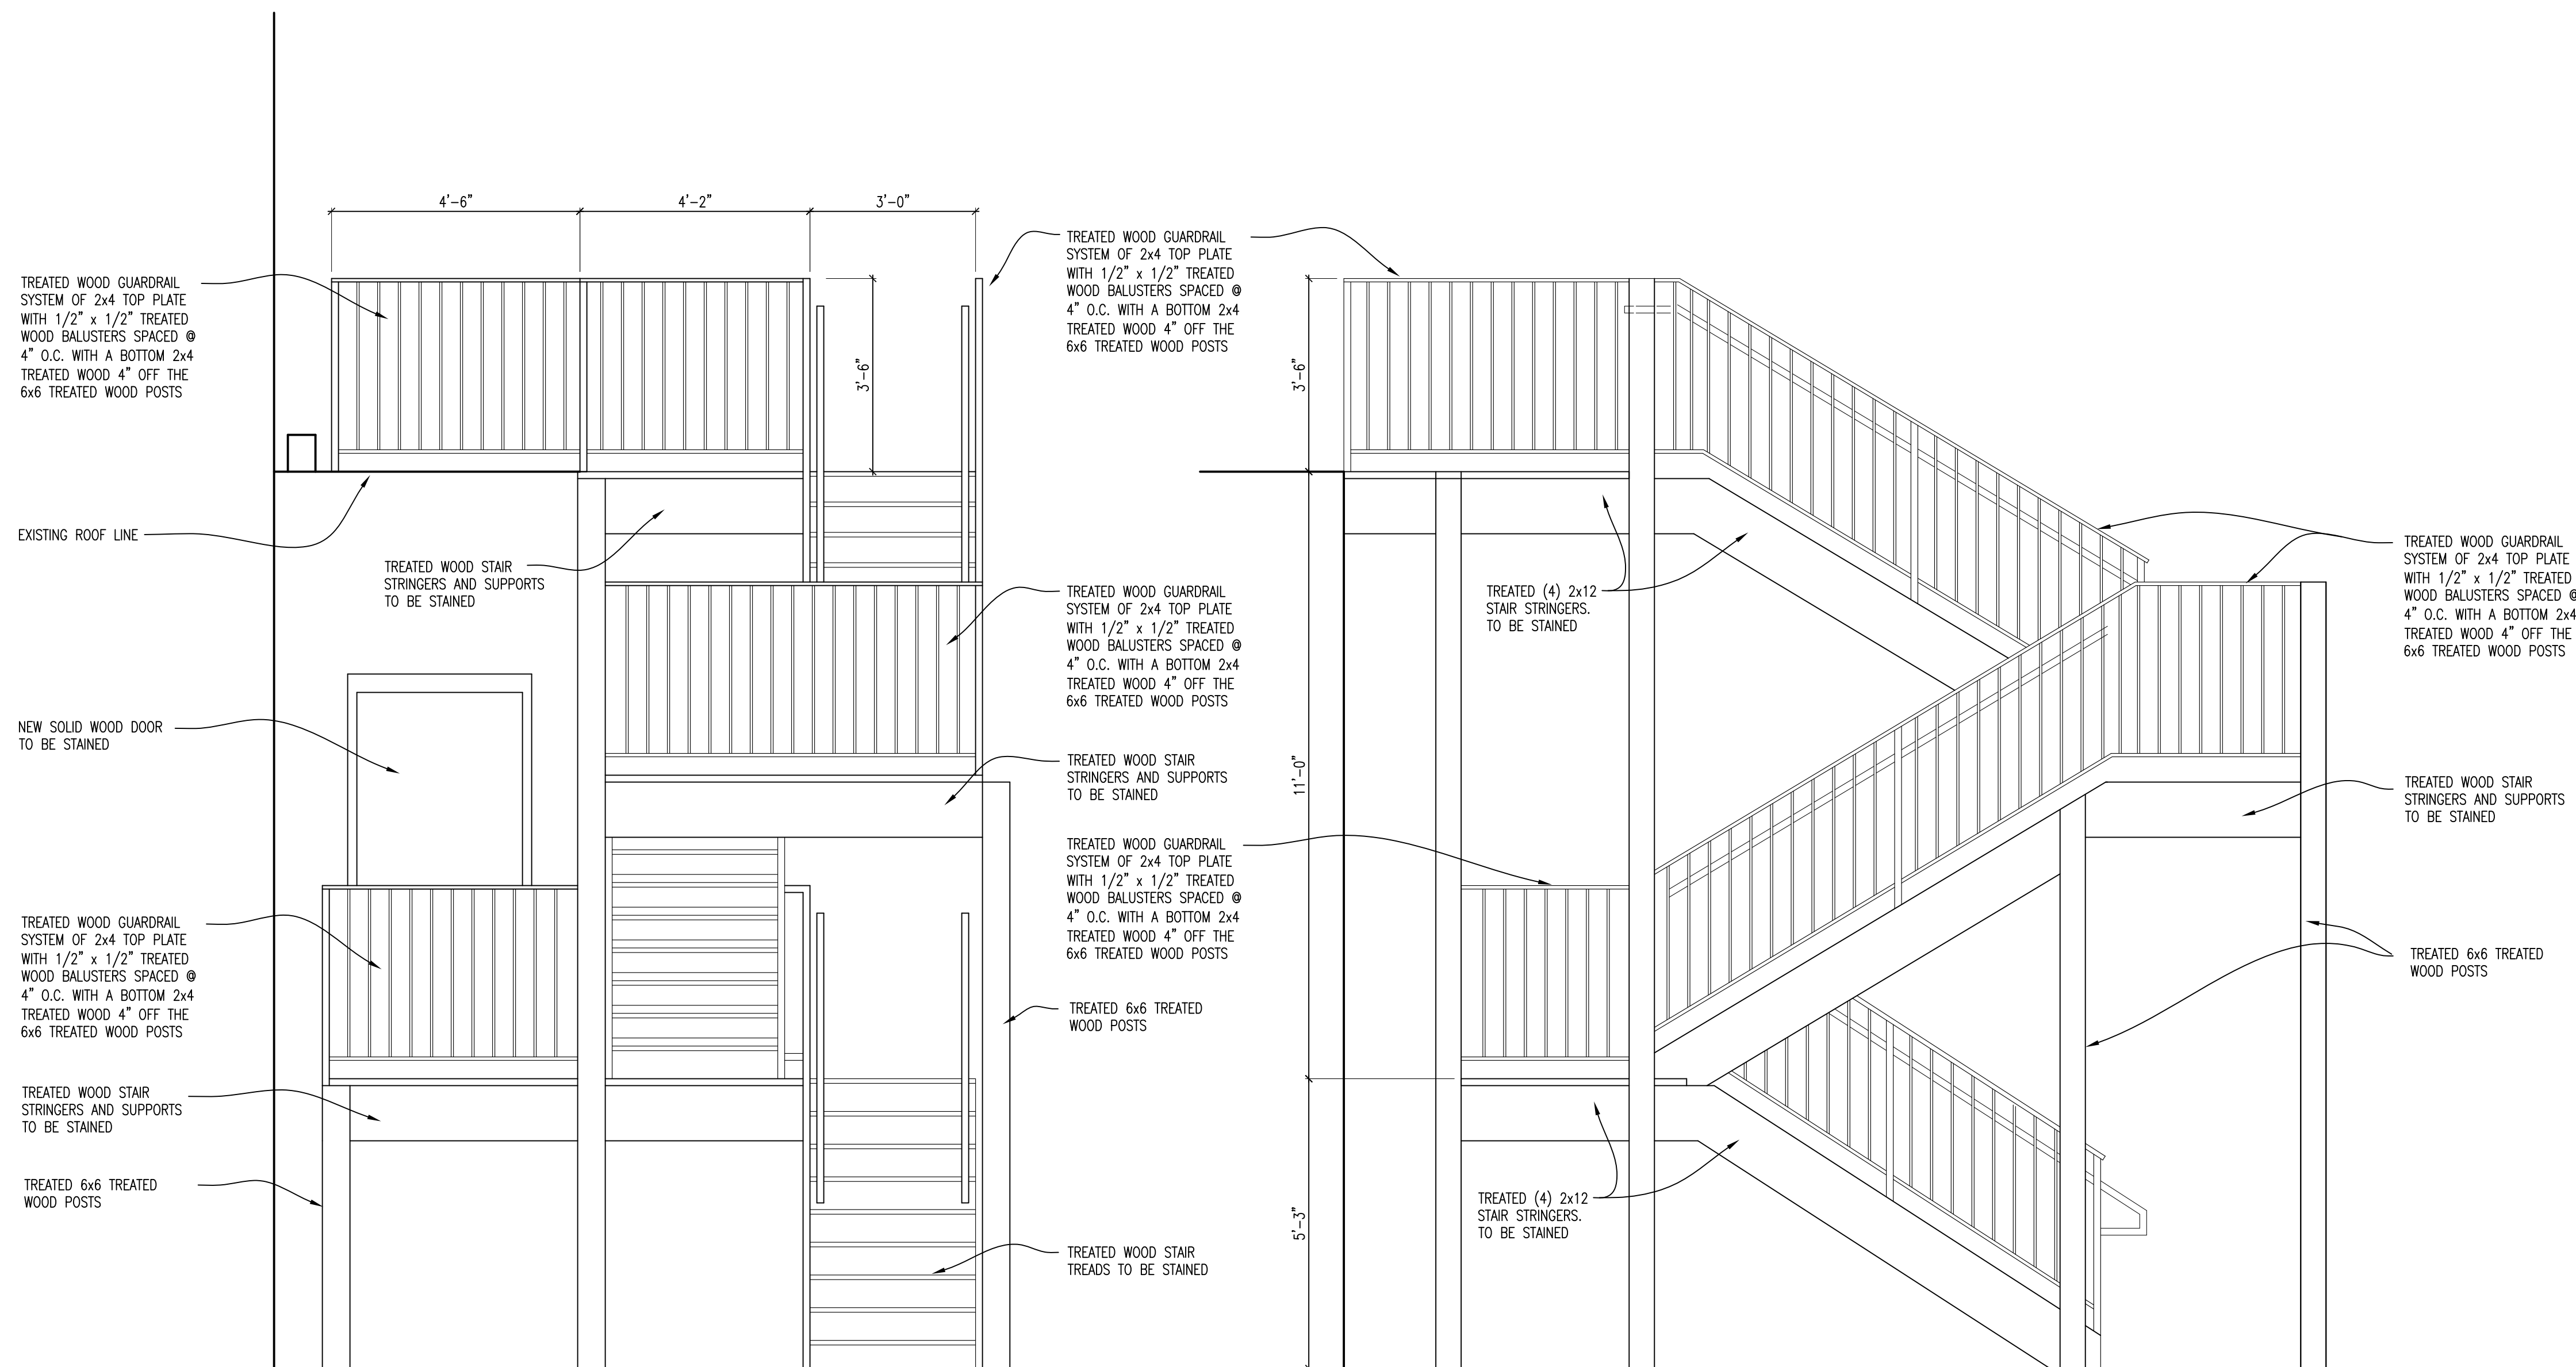 4'-6"
4'-2"
3'-0"
TREATED WOOD GUARDRAIL
SYSTEM OF 2x4 TOP PLATE
WITH 1/2" x 1/2" TREATED
WOOD BALUSTERS SPACED @
4" O.C. WITH A BOTTOM 2x4
TREATED WOOD 4" OFF THE
6x6 TREATED WOOD POSTS
3'-6"
EXISTING ROOF LINE
TREATED WOOD STAIR
STRINGERS AND SUPPORTS
TO BE STAINED
NEW SOLID WOOD DOOR
TO BE STAINED
TREATED WOOD GUARDRAIL
SYSTEM OF 2x4 TOP PLATE
WITH 1/2" x 1/2" TREATED
WOOD BALUSTERS SPACED @
4" O.C. WITH A BOTTOM 2x4
TREATED WOOD 4" OFF THE
6x6 TREATED WOOD POSTS
TREATED WOOD STAIR
STRINGERS AND SUPPORTS
TO BE STAINED
TREATED 6x6 TREATED
WOOD POSTS
TREATED WOOD GUARDRAIL
SYSTEM OF 2x4 TOP PLATE
WITH 1/2" x 1/2" TREATED
WOOD BALUSTERS SPACED @
4" O.C. WITH A BOTTOM 2x4
TREATED WOOD 4" OFF THE
6x6 TREATED WOOD POSTS
TREATED WOOD GUARDRAIL
SYSTEM OF 2x4 TOP PLATE
WITH 1/2" x 1/2" TREATED
WOOD BALUSTERS SPACED @
4" O.C. WITH A BOTTOM 2x4
TREATED WOOD 4" OFF THE
6x6 TREATED WOOD POSTS
TREATED WOOD STAIR
STRINGERS AND SUPPORTS
TO BE STAINED
TREATED WOOD GUARDRAIL
SYSTEM OF 2x4 TOP PLATE
WITH 1/2" x 1/2" TREATED
WOOD BALUSTERS SPACED @
4" O.C. WITH A BOTTOM 2x4
TREATED WOOD 4" OFF THE
6x6 TREATED WOOD POSTS
TREATED 6x6 TREATED
WOOD POSTS
TREATED WOOD STAIR
TREADS TO BE STAINED
3'-6"
11'-0"
5'-3"
TREATED (4) 2x12
STAIR STRINGERS.
TO BE STAINED
TREATED (4) 2x12
STAIR STRINGERS.
TO BE STAINED
TREATED WOOD GUARDRAIL
SYSTEM OF 2x4 TOP PLATE
WITH 1/2" x 1/2" TREATED
WOOD BALUSTERS SPACED @
4" O.C. WITH A BOTTOM 2x4
TREATED WOOD 4" OFF THE
6x6 TREATED WOOD POSTS
TREATED WOOD STAIR
STRINGERS AND SUPPORTS
TO BE STAINED
TREATED 6x6 TREATED
WOOD POSTS